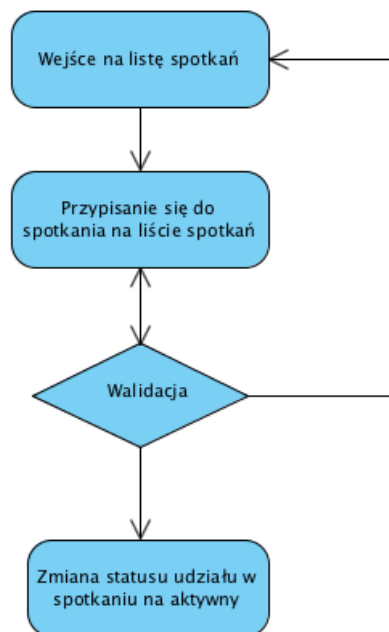 Wejśce na listę spotkań
Przypisanie się do
spotkania na liście spotkań
Walidacja
Zmiana statusu udziału w
spotkaniu na aktywny